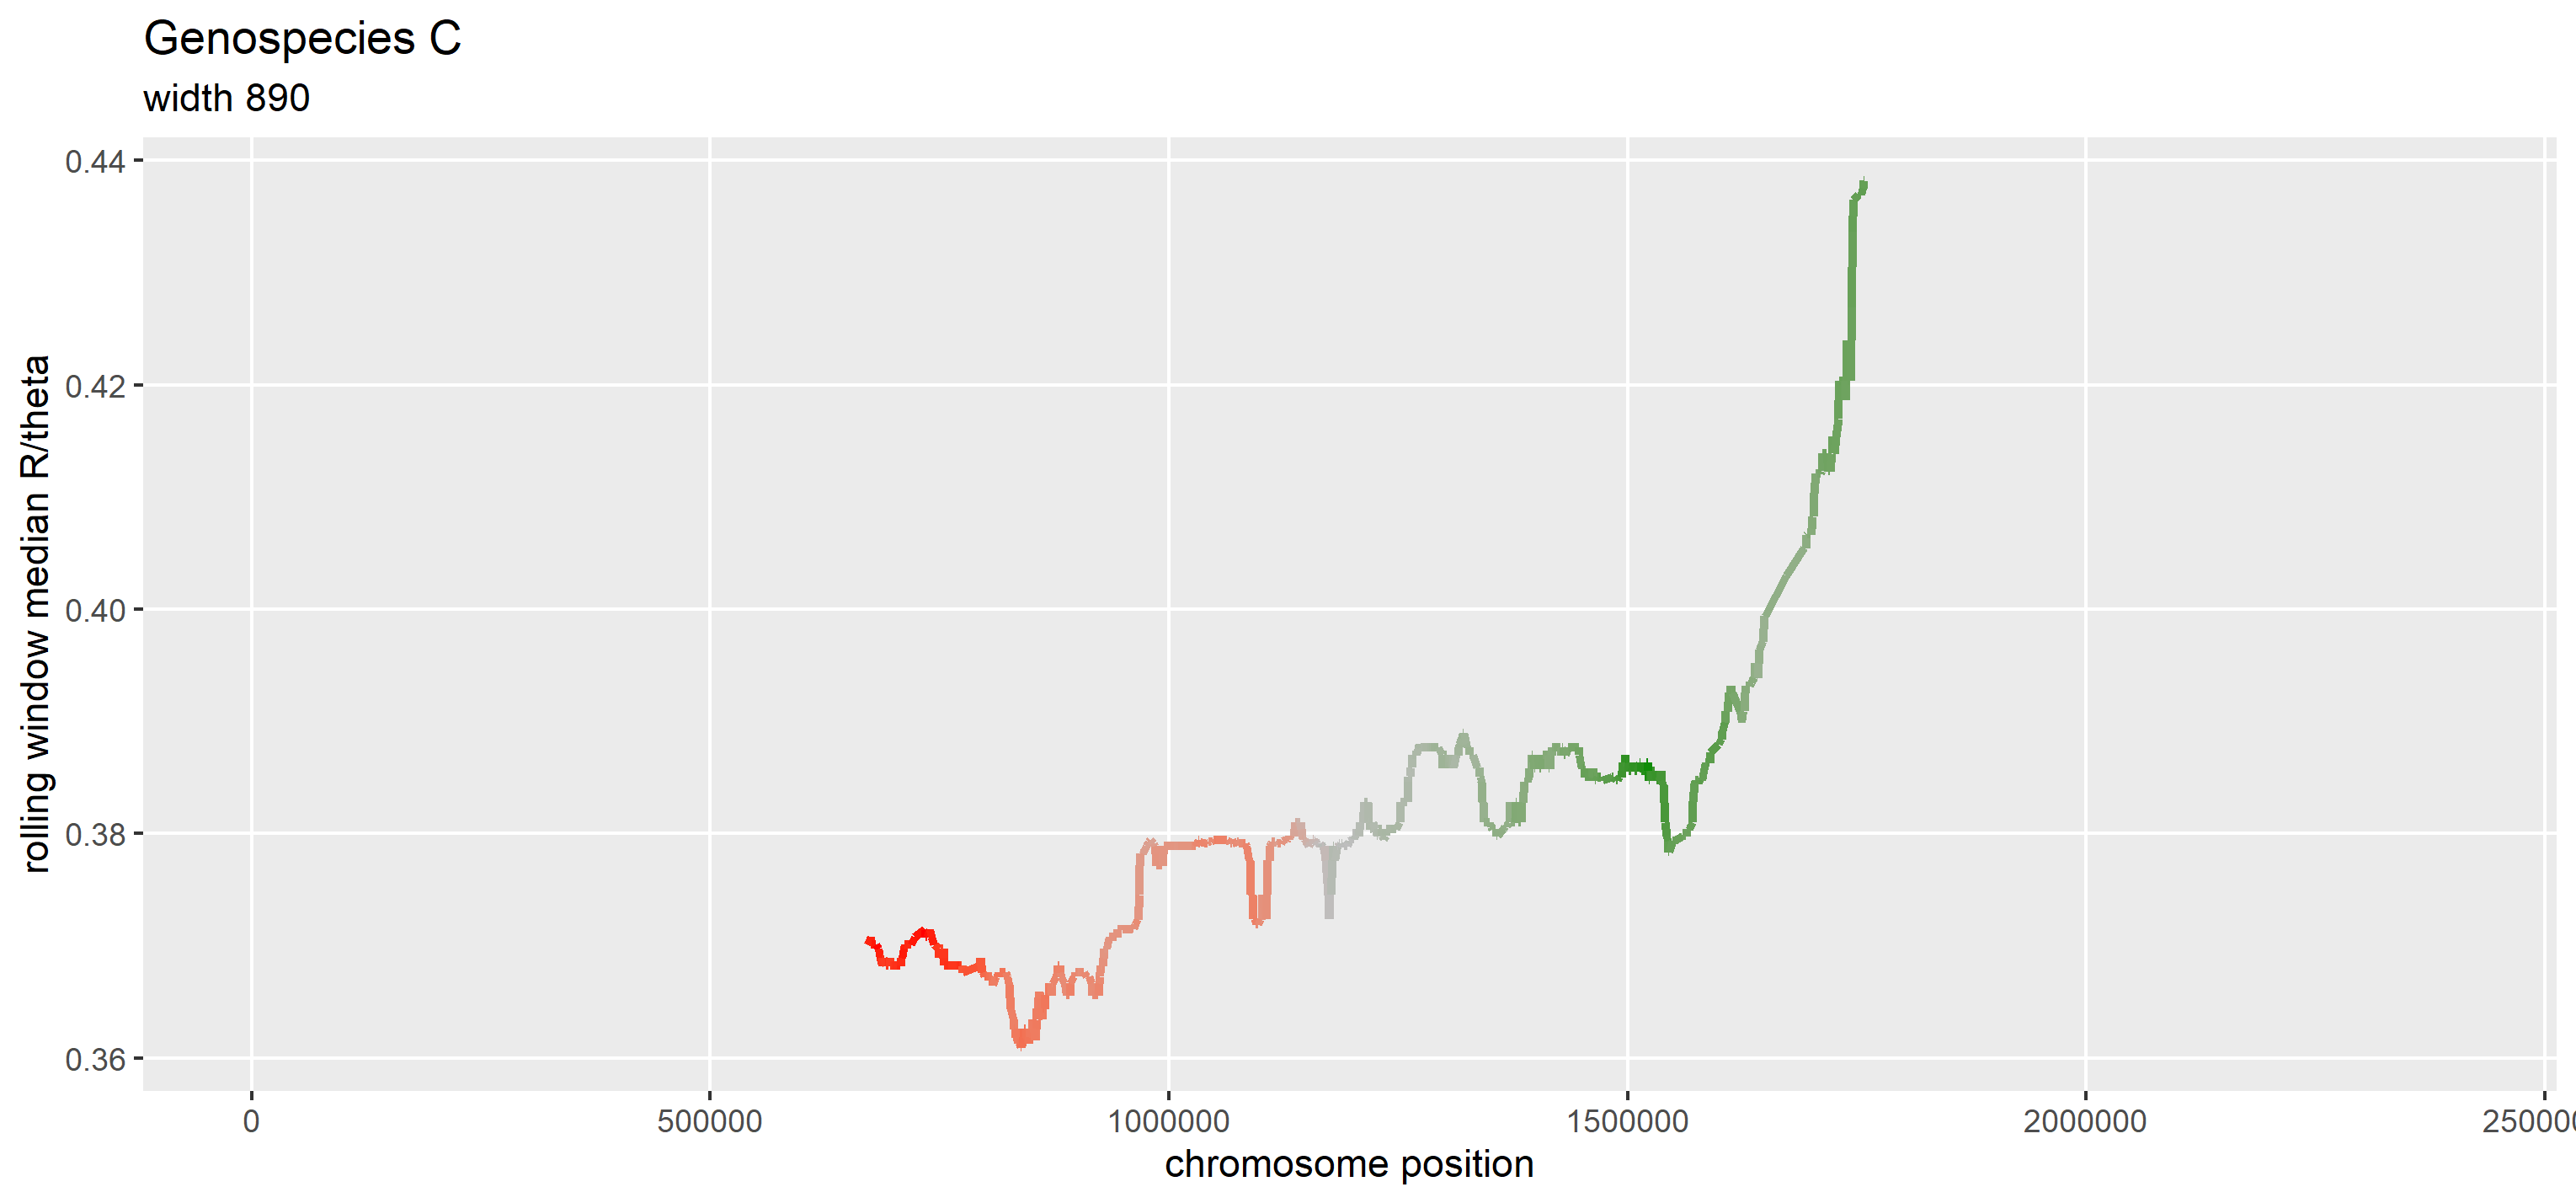 Genospecies C
width 890
rolling window median R/theta
0.44
0.42
0.40
0.38
0.36
0
500000
1000000
1500000
2000000
250000
chromosome position